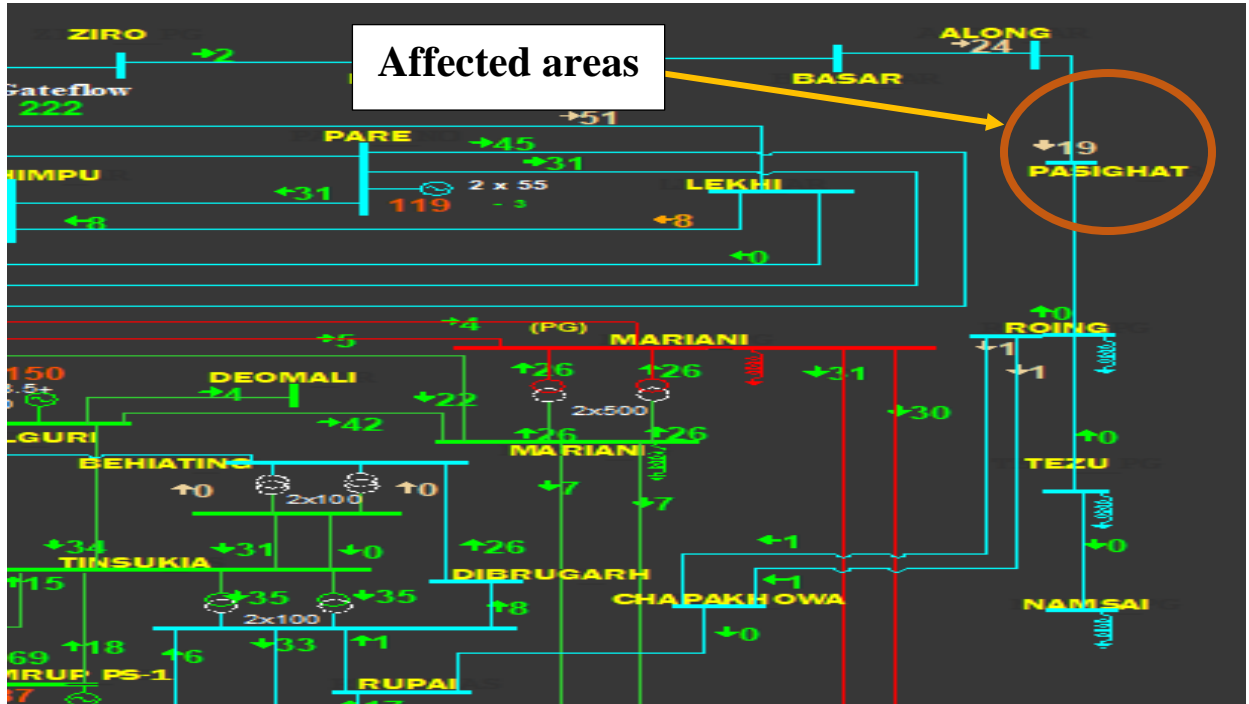 ZIRO
ALONG
➔2
➔24
Affected areas
BASAR
Gateflow
222
➔51
PARE
➔45
➔31
🡇19
PASIGHAT
HIMPU
2 x 55
LEKHI
←31
119
- 3
←8
←8
←0
↑0
ROING
➔4
(PG)
MARIANI
➔5
↓1
↓1
150
↑26
↑26
↓31
DEOMALI
➔4
↓22
2x500
↓30
➔42
LGURI
↑26
↑26
↑0
MARIANI
BEHIATING
TEZU
↑0
↑0
2x100
↓7
↓7
↓34
↓31
↓0
↑26
←1
↓0
TINSUKIA
DIBRUGARH
↑15
↓35
↓35
←1
CHAPAKHOWA
NAMSAI
↑8
2x100
↓0
↑18
↑6
↓33
↑1
69
MRUP PS-1
RUPAI
37